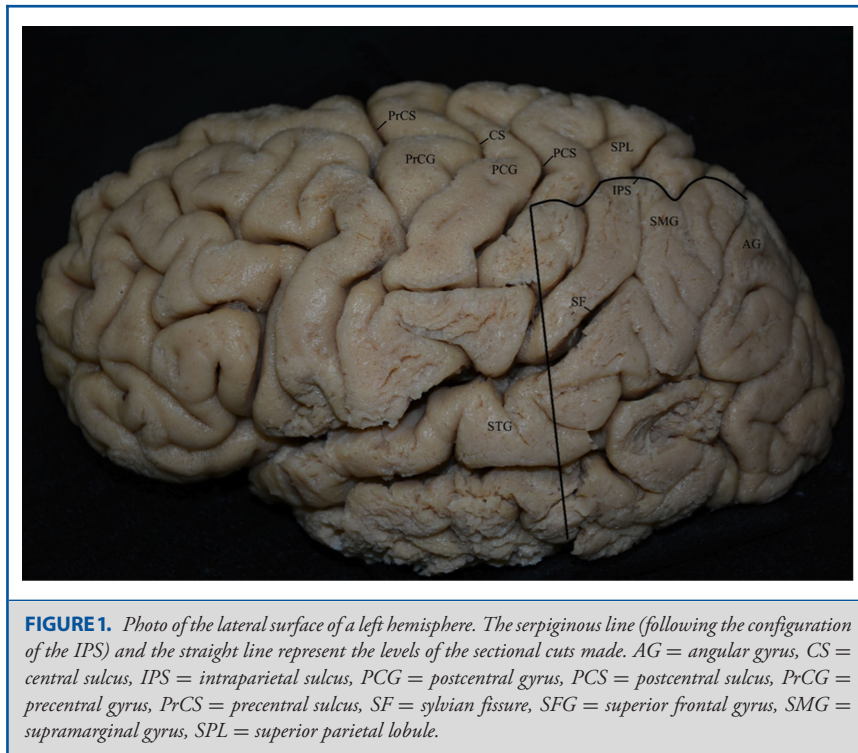 PrCS
CS
PrCG
PCG
PCS
SPL
IPS
SMG
AG
SF
STG
FIGURE 1. Photo of the lateral surface of a left hemisphere. The serpiginous line (following the configuration
of the IPS) and the straight line represent the levels of the sectional cuts made. AG = angular gyrus, CS =
central sulcus, IPS = intraparietal sulcus, PCG = postcentral gyrus, PCS = postcentral sulcus, PrCG =
precentral gyrus, PrCS = precentral sulcus, SF = sylvian fissure, SFG = superior frontal gyrus, SMG =
supramarginal gyrus, SPL = superior parietal lobule.